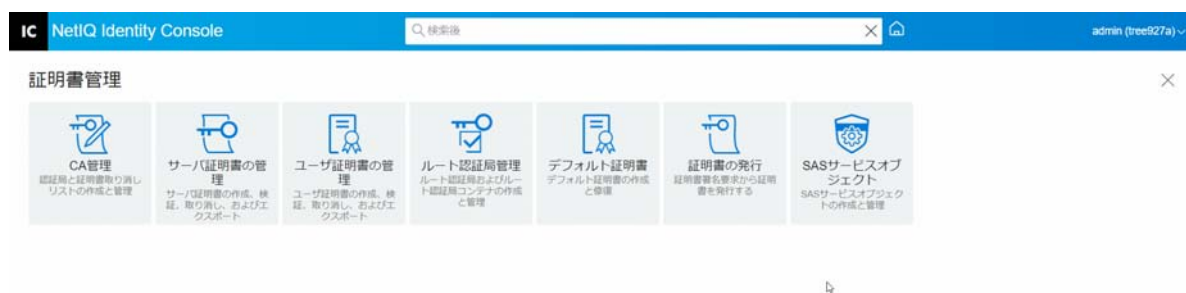 IC NetIQ Identity Console
検索後
admin (tree927a)
証明書管理
CA管理
認証局と証明書取り消し
リストの作成と管理
サーバ証明書の管
理
サーバ証明書の作成、検
証、取り消し、およびエ
クスポート
ユーザ証明書の管
理
ユーザ証明書の作成、検
証、取り消し、およびエ
クスポート
ルート認証局管理
ルート認証局およびルー
ト認証局コンテナの作成
と管理
デフォルト証明書
デフォルト証明書の作成
と修復
証明書の発行
証明書署名要求から証明
書を発行する
SASサービスオブ
ジェクト
SASサービスオブジェク
トの作成と管理